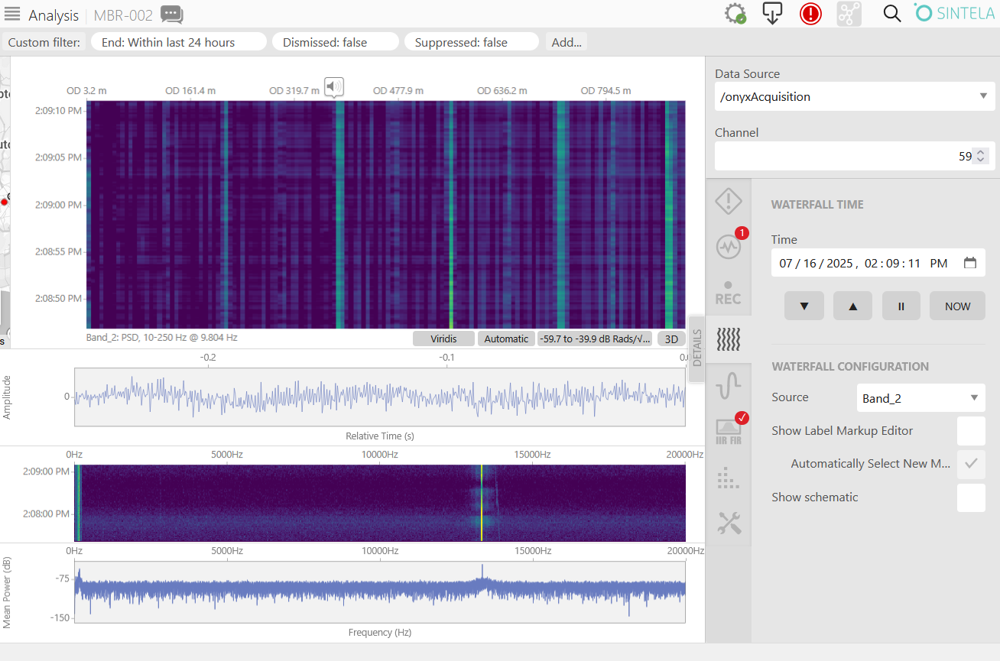 Analysis MBR-002 SINTELA
Custom filter: End: Within last 24 hours Dismissed: false Suppressed: false Add...
Data Source
/onyxAcquisition
Channel
59
OD 3.2 m OD 161.4 m OD 319.7 m OD 477.9 m OD 636.2 m OD 794.5 m
2:09:10 PM
2:09:05 PM
2:09:00 PM
2:08:55 PM
2:08:50 PM
Band_2: PSD, 10-250 Hz @ 9.804 Hz Viridis Automatic -59.7 to -39.9 dB Rads/√... 3D
DETAILS
-0.2 -0.1 0.0
Amplitude
0
Relative Time (s)
0Hz 5000Hz 10000Hz 15000Hz 20000Hz
2:09:00 PM
2:08:00 PM
0Hz 5000Hz 10000Hz 15000Hz 20000Hz
Mean Power (dB)
-75
-150
Frequency (Hz)
1
REC
IIR FIR
WATERFALL TIME
Time
07 / 16 / 2025 , 02 : 09 : 11 PM
NOW
WATERFALL CONFIGURATION
Source Band_2
Show Label Markup Editor
Automatically Select New M...
Show schematic